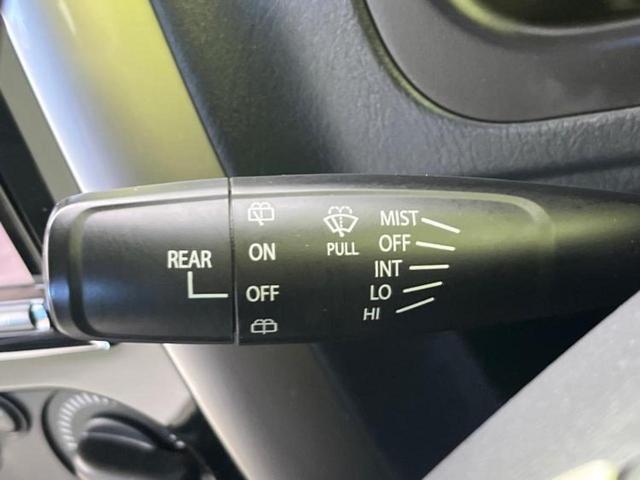 REAR
ON
OFF
PULL
MIST
OFF
INT
LO
HI